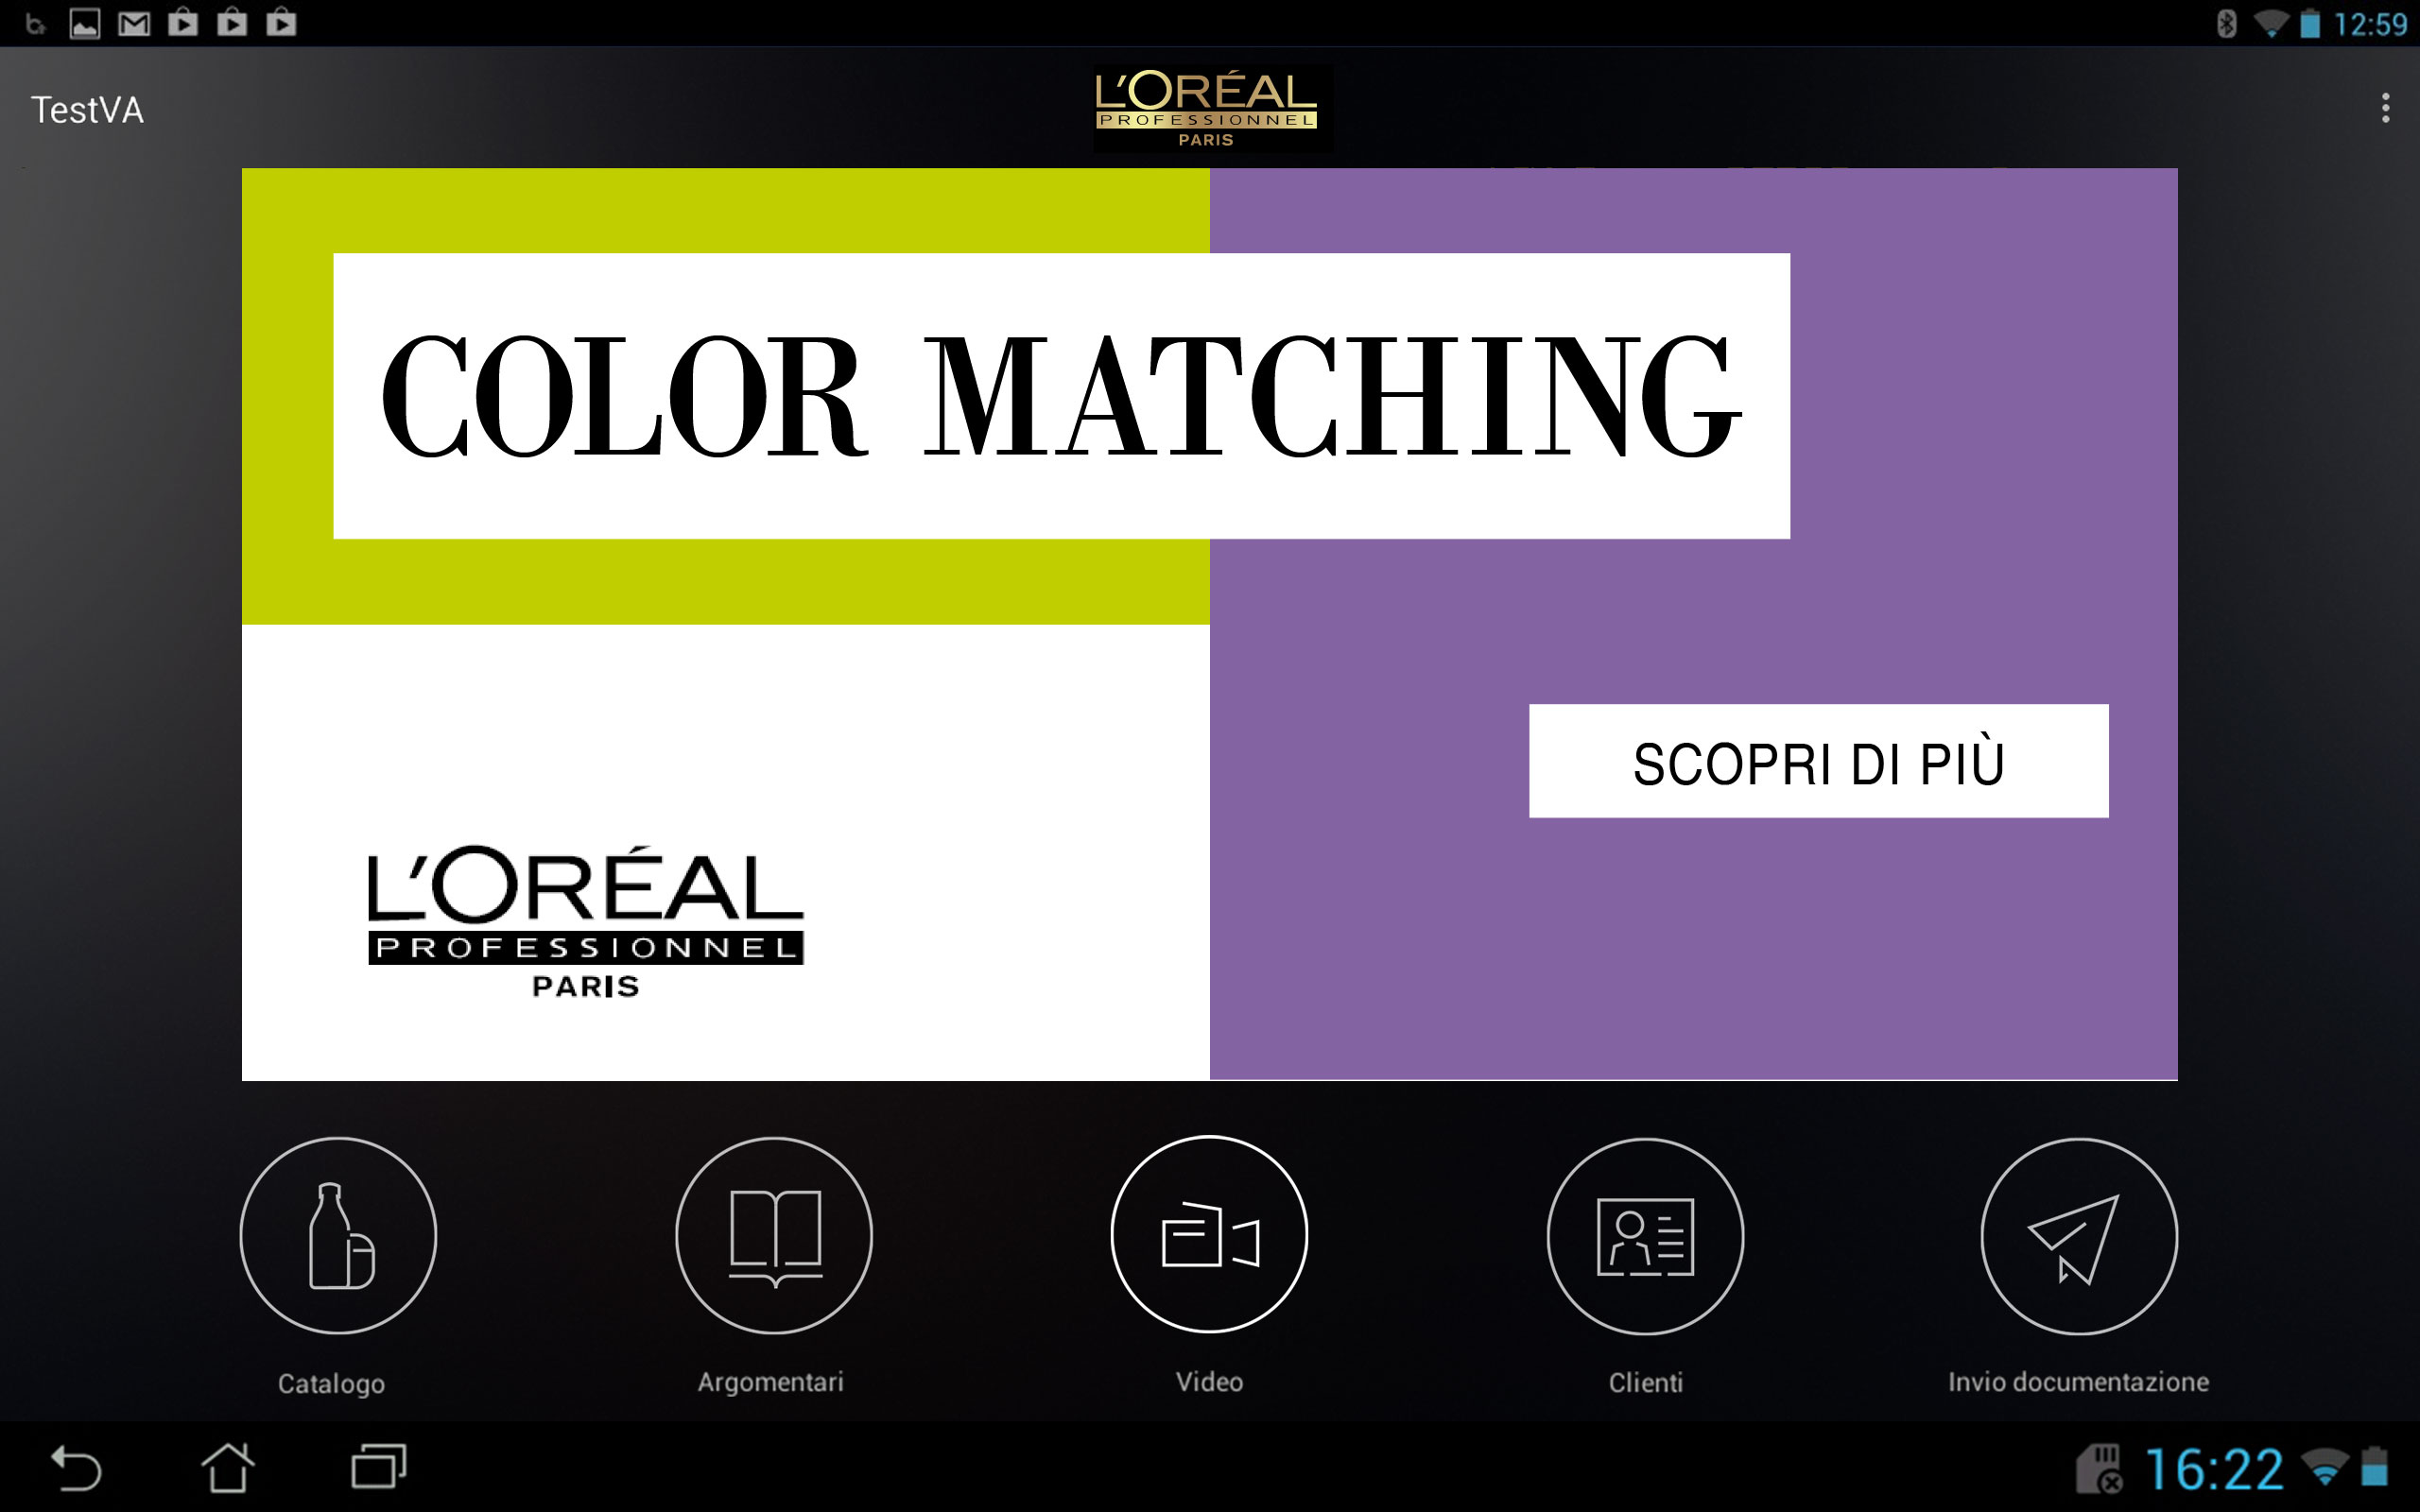 12:59
TestVA
L'ORÉAL
PROFESSIONNEL
PARIS
COLOR MATCHING
SCOPRI DI PIÙ
L'ORÉAL
PROFESSIONNEL
PARIS
Catalogo
Argomentari
Video
Clienti
Invio documentazione
16:22